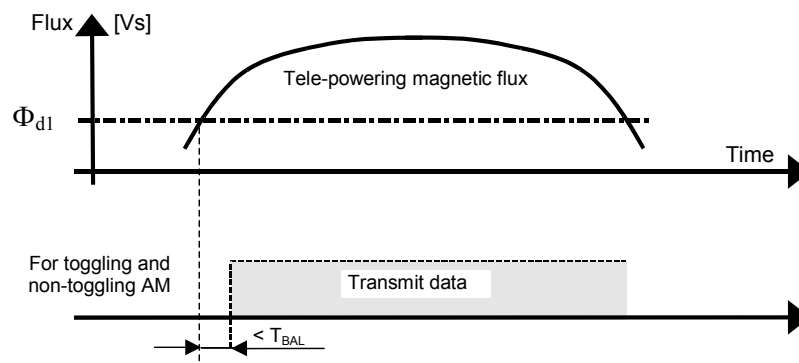 Flux [Vs]
Tele-powering magnetic flux
Φd1
Time
For toggling and
non-toggling AM
Transmit data
< TBAL